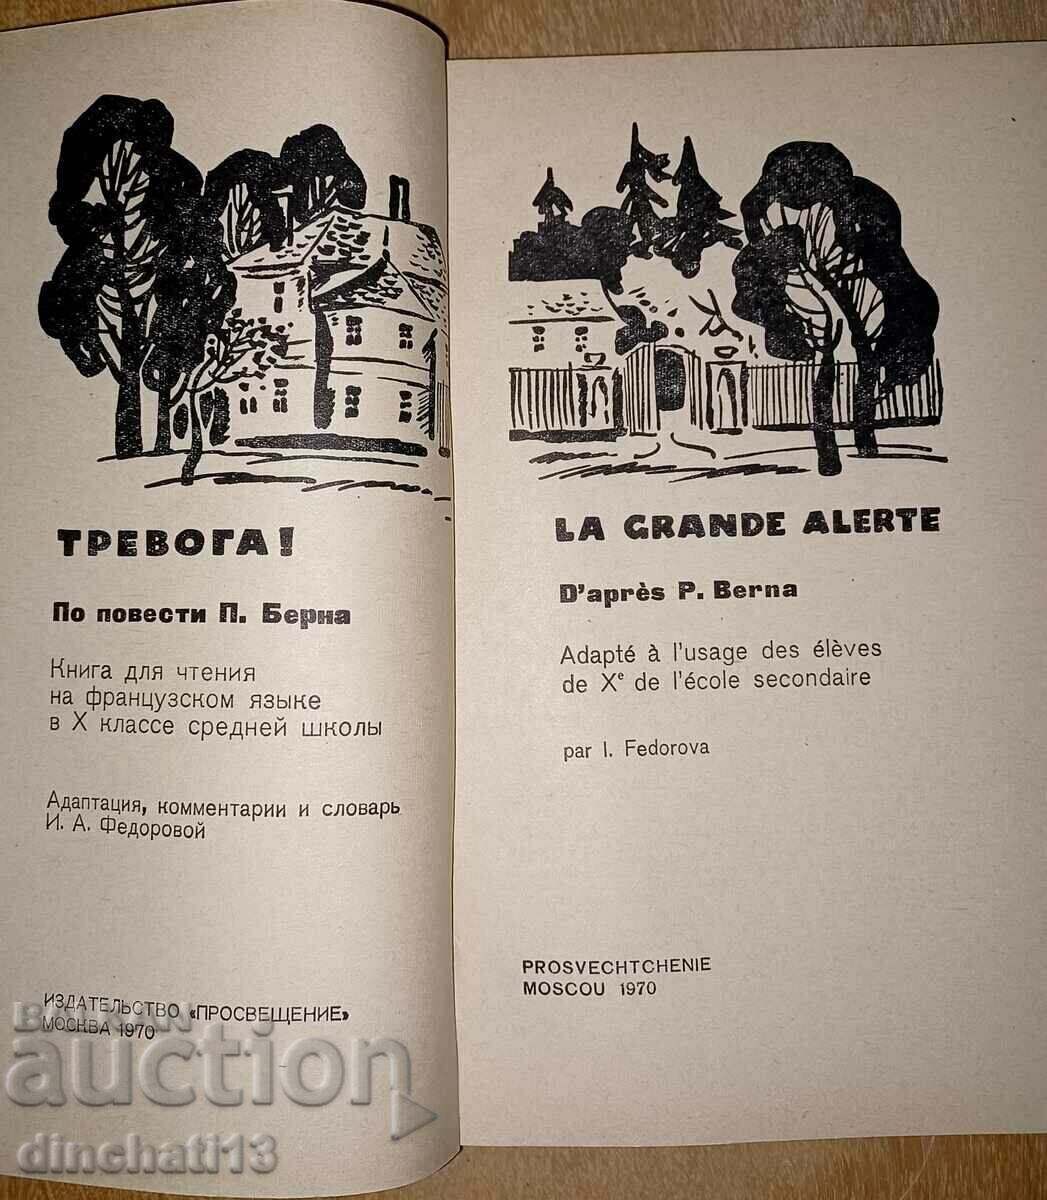 ТРЕВОГА!
По повести П. Берна
Книга для чтения
на французском языке
в X классе средней школы
Адаптация, комментарии и словарь
И. А. Федоровой
ИЗДАТЕЛЬСТВО «ПРОСВЕЩЕНИЕ»
МОСКВА 1970
LA GRANDE ALERTE
D'après P. Berna
Adapté à l'usage des élèves
de Xe de l'école secondaire
par I. Fedorova
PROSVECHTCHENIE
MOSCOU 1970
BALKAN
auction
dinchati13